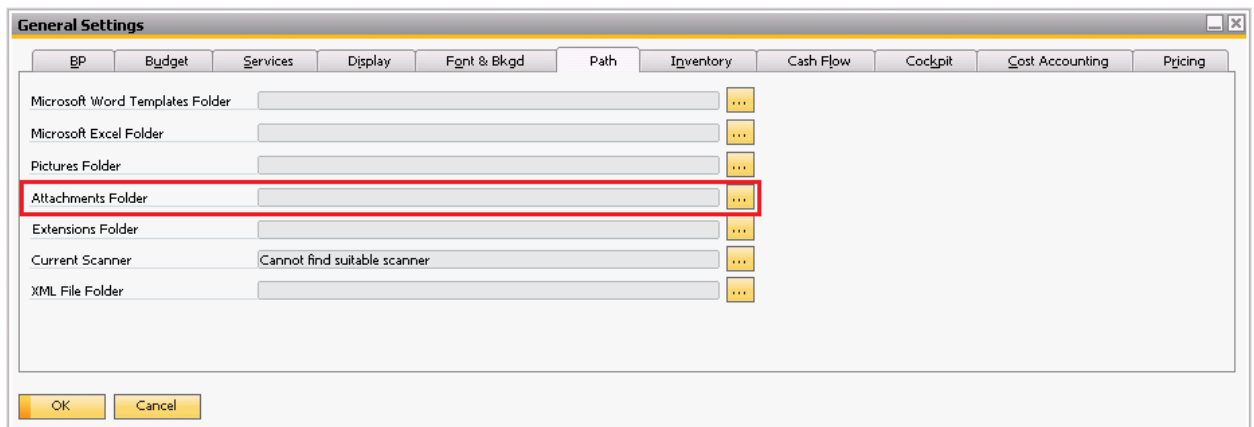 General Settings
BP Budget Services Display Font & Bkgd Path Inventory Cash Flow Cockpit Cost Accounting Pricing
Microsoft Word Templates Folder ...
Microsoft Excel Folder ...
Pictures Folder ...
Attachments Folder ...
Extensions Folder ...
Current Scanner Cannot find suitable scanner ...
XML File Folder ...
OK Cancel